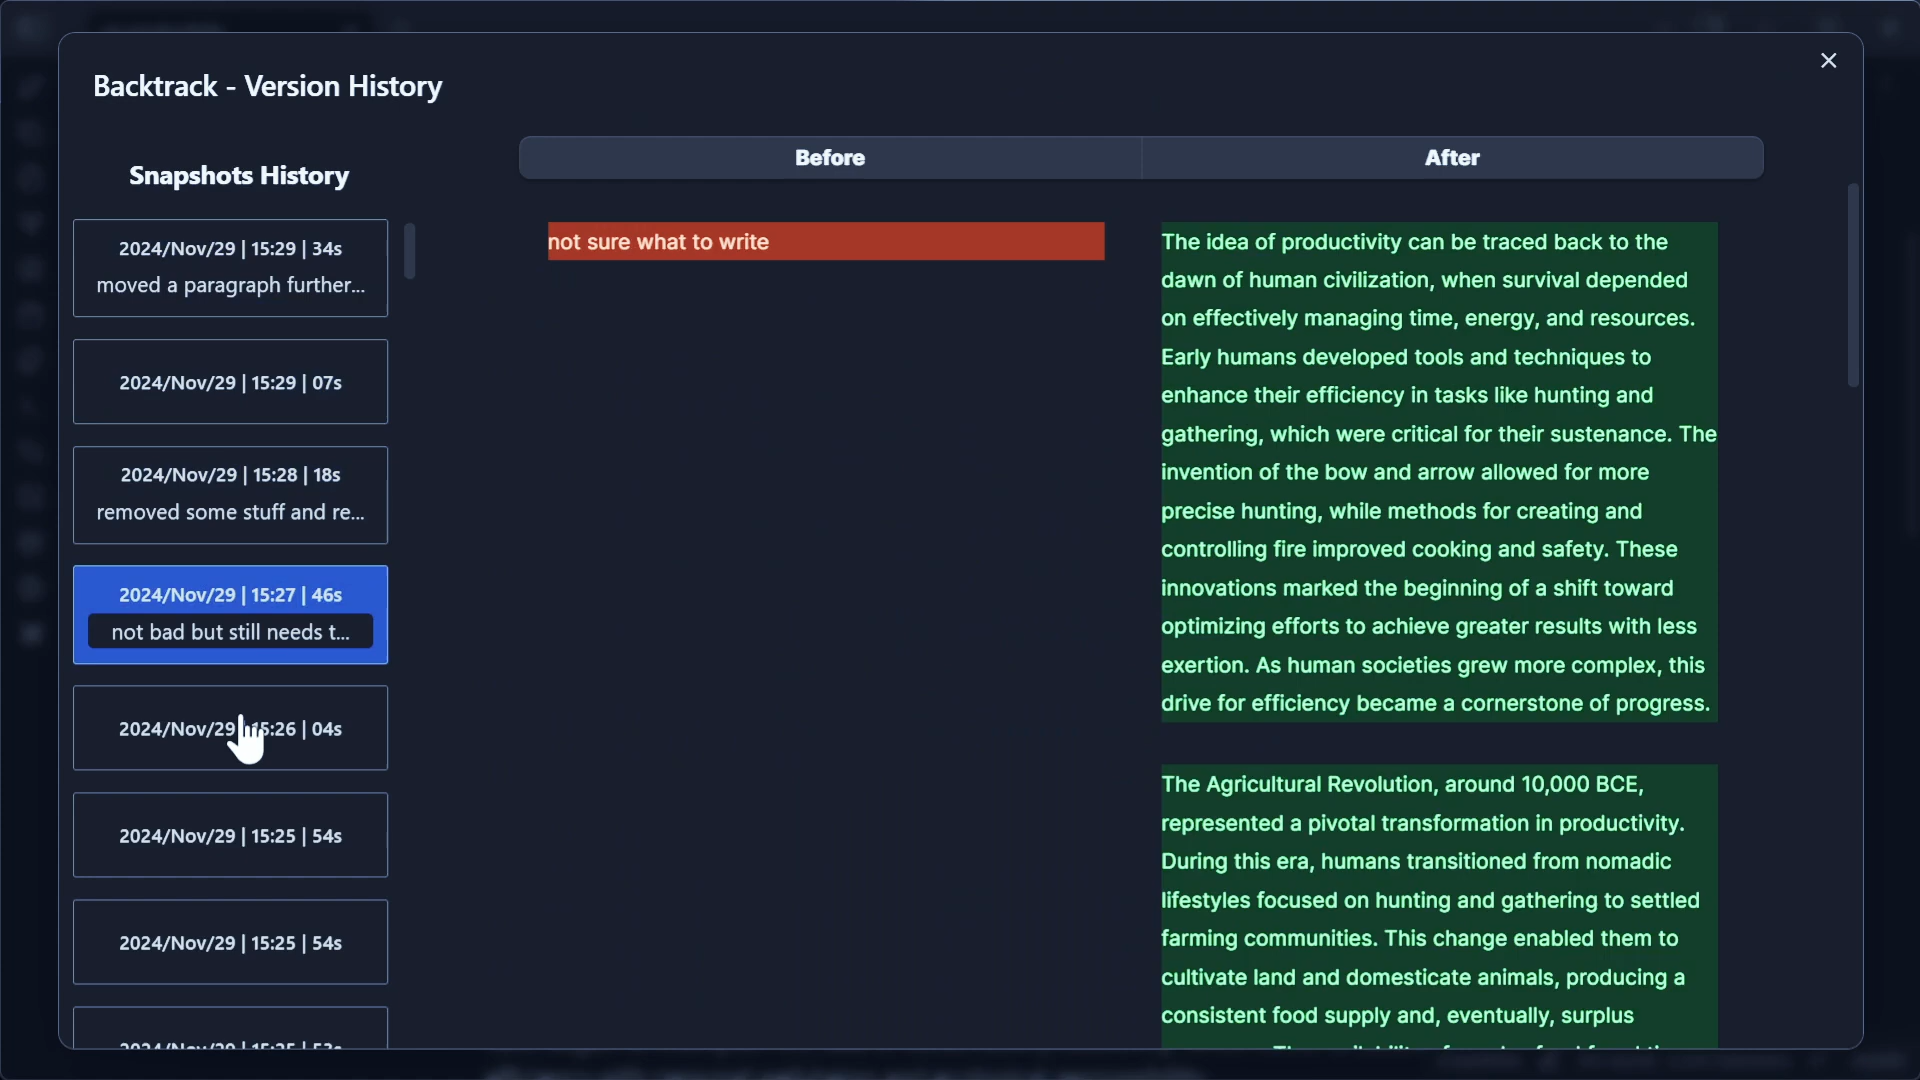 Backtrack - Version History
Snapshots History
2024/Nov/29 | 15:29 | 34s
moved a paragraph further...
2024/Nov/29 | 15:29 | 07s
2024/Nov/29 | 15:28 | 18s
removed some stuff and re...
2024/Nov/29 | 15:27 | 46s
not bad but still needs t...
2024/Nov/29 | 15:26 | 04s
2024/Nov/29 | 15:25 | 54s
2024/Nov/29 | 15:25 | 54s
Before
not sure what to write
After
The idea of productivity can be traced back to the
dawn of human civilization, when survival depended
on effectively managing time, energy, and resources.
Early humans developed tools and techniques to
enhance their efficiency in tasks like hunting and
gathering, which were critical for their sustenance. The
invention of the bow and arrow allowed for more
precise hunting, while methods for creating and
controlling fire improved cooking and safety. These
innovations marked the beginning of a shift toward
optimizing efforts to achieve greater results with less
exertion. As human societies grew more complex, this
drive for efficiency became a cornerstone of progress.
The Agricultural Revolution, around 10,000 BCE,
represented a pivotal transformation in productivity.
During this era, humans transitioned from nomadic
lifestyles focused on hunting and gathering to settled
farming communities. This change enabled them to
cultivate land and domesticate animals, producing a
consistent food supply and, eventually, surplus